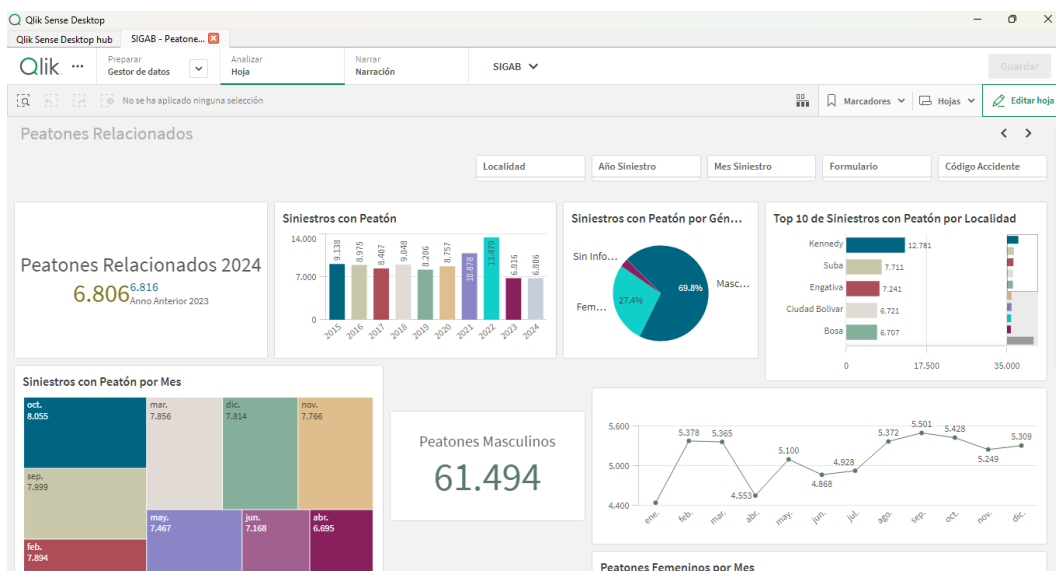 Qlik Sense Desktop
Qlik Sense Desktop hub
SIGAB - Peatone...
Qlik
Preparar
Gestor de datos
Analizar
Hoja
Narrar
Narración
SIGAB
Guardar
No se ha aplicado ninguna selección
Marcadores
Hojas
Editar hoja
Peatones Relacionados
Localidad
Año Siniestro
Mes Siniestro
Formulario
Código Accidente
Peatones Relacionados 2024
6.806
6.816
Anno Anterior 2023
Siniestros con Peatón
14.000
7.000
0
9.138
8.975
8.407
9.048
8.206
8.757
10.878
13.479
6.816
6.806
2015
2016
2017
2018
2019
2020
2021
2022
2023
2024
Siniestros con Peatón por Gén...
Sin Info...
Fem...
27.4%
69.8%
Masc...
Top 10 de Siniestros con Peatón por Localidad
Kennedy
12.781
Suba
7.711
Engativa
7.241
Ciudad Bolivar
6.721
Bosa
6.707
0
17.500
35.000
Siniestros con Peatón por Mes
oct.
8.055
sep.
7.999
feb.
7.894
mar.
7.856
dic.
7.814
nov.
7.766
may.
7.467
jun.
7.168
abr.
6.695
Peatones Masculinos
61.494
5.600
5.000
4.400
5.378
5.365
4.553
5.100
4.868
4.928
5.372
5.501
5.428
5.249
5.309
ene.
feb.
mar.
abr.
may.
jun.
jul.
ago.
sep.
oct.
nov.
dic.
Peatones Femeninos por Mes